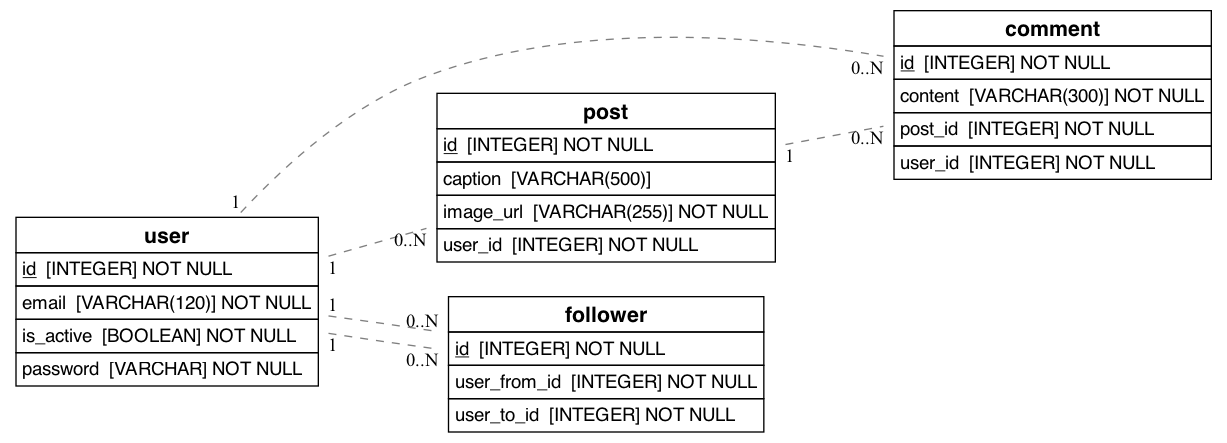 comment
id [INTEGER] NOT NULL
content [VARCHAR(300)] NOT NULL
post_id [INTEGER] NOT NULL
user_id [INTEGER] NOT NULL
0..N
0..N
post
id [INTEGER] NOT NULL
caption [VARCHAR(500)]
image_url [VARCHAR(255)] NOT NULL
user_id [INTEGER] NOT NULL
1
0..N
1
user
id [INTEGER] NOT NULL
email [VARCHAR(120)] NOT NULL
is_active [BOOLEAN] NOT NULL
password [VARCHAR] NOT NULL
1
1
1
0..N
0..N
follower
id [INTEGER] NOT NULL
user_from_id [INTEGER] NOT NULL
user_to_id [INTEGER] NOT NULL